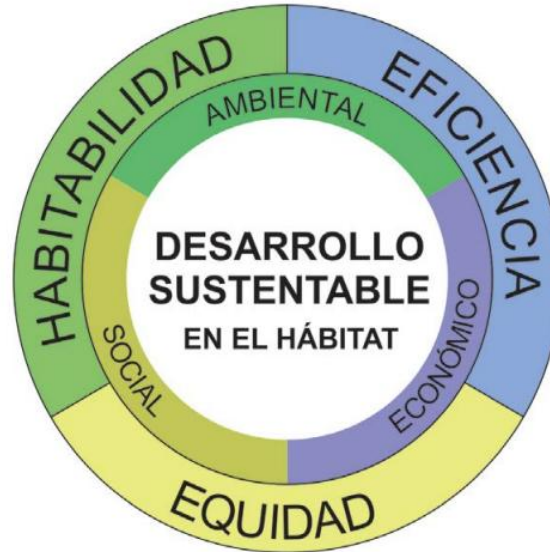 HABITABILIDAD
EFICIENCIA
AMBIENTAL
DESARROLLO
SUSTENTABLE
EN EL HÁBITAT
SOCIAL
ECONÓMICO
EQUIDAD